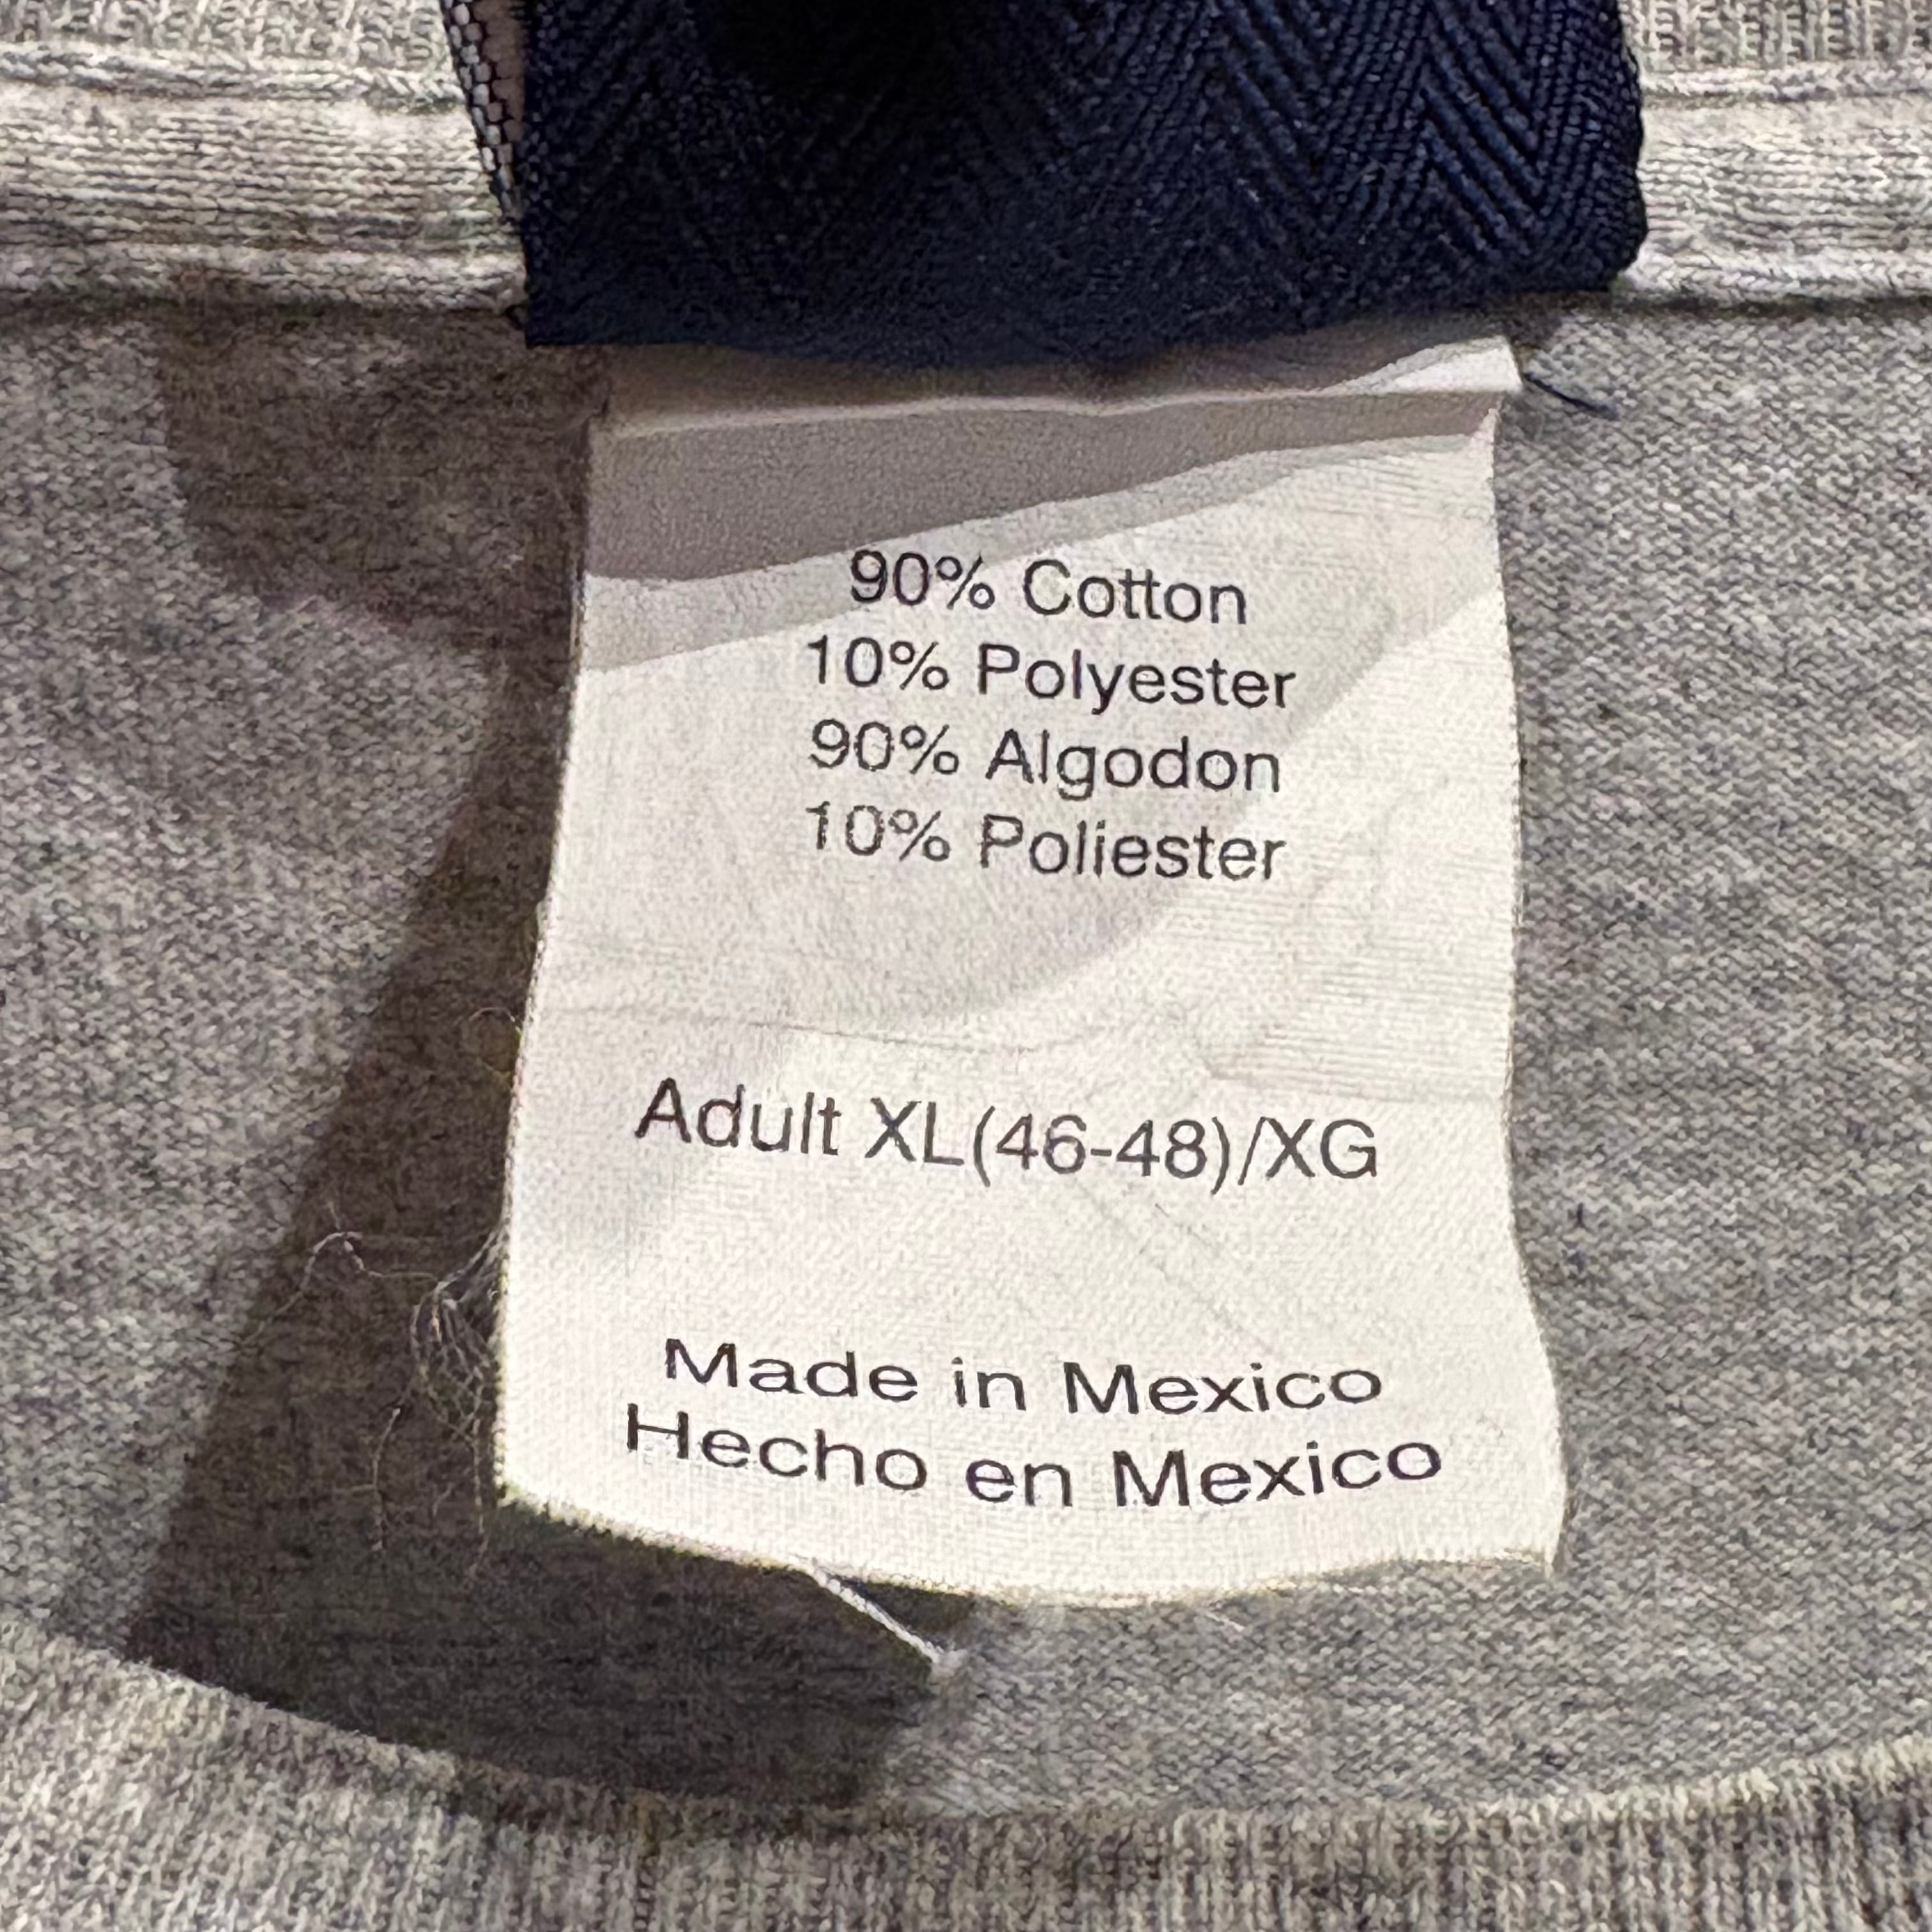 90% Cotton
10% Polyester
90% Algodon
10% Poliester
Adult XL(46-48)/XG
Made in Mexico
Hecho en Mexico